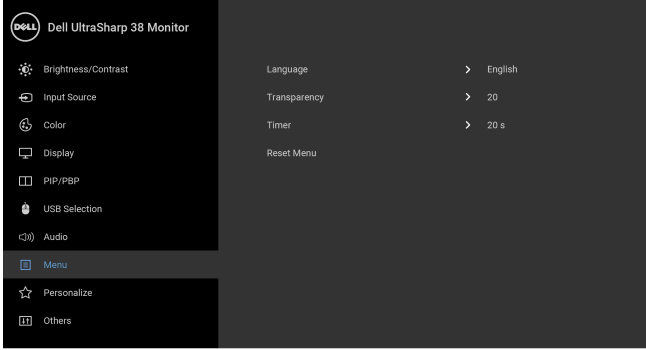 DELL Dell UltraSharp 38 Monitor
Brightness/Contrast
Language > English
Input Source
Transparency > 20
Color
Timer > 20 s
Display
Reset Menu
PIP/PBP
USB Selection
Audio
Menu
Personalize
Others